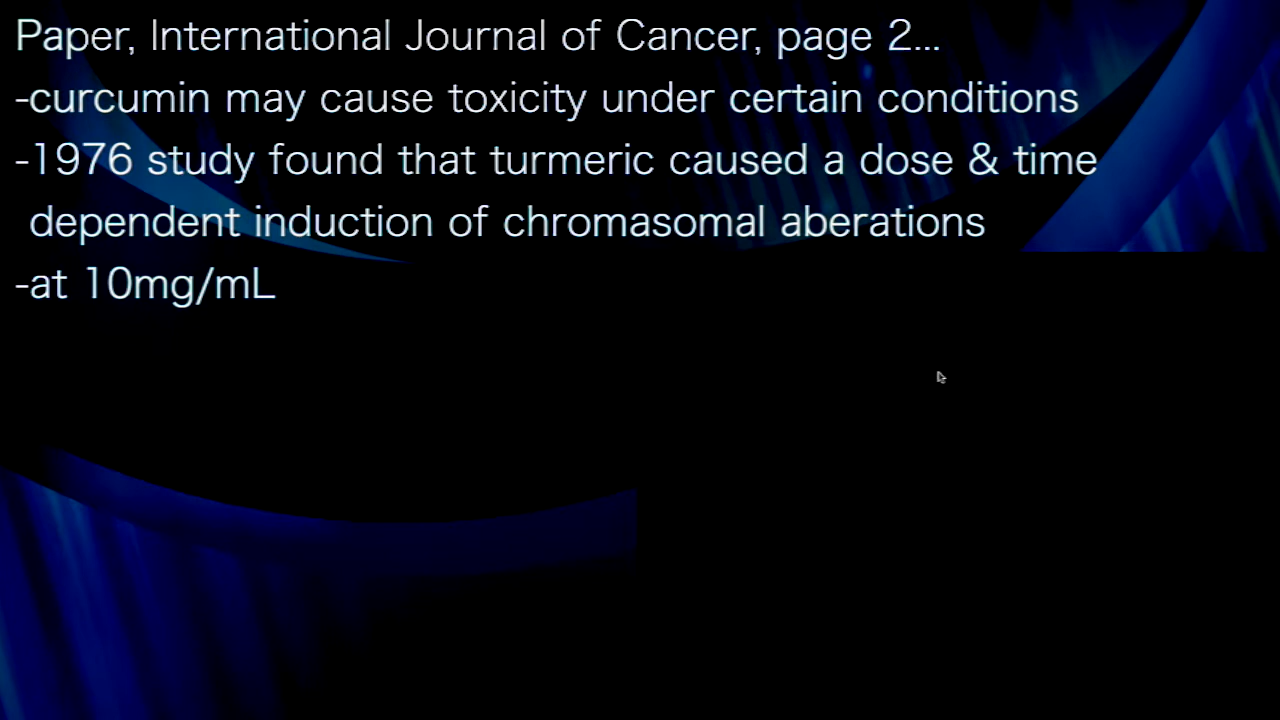 Paper, International Journal of Cancer, page 2...
-curcumin may cause toxicity under certain conditions
-1976 study found that turmeric caused a dose & time
dependent induction of chromasomal aberations
-at 10mg/mL